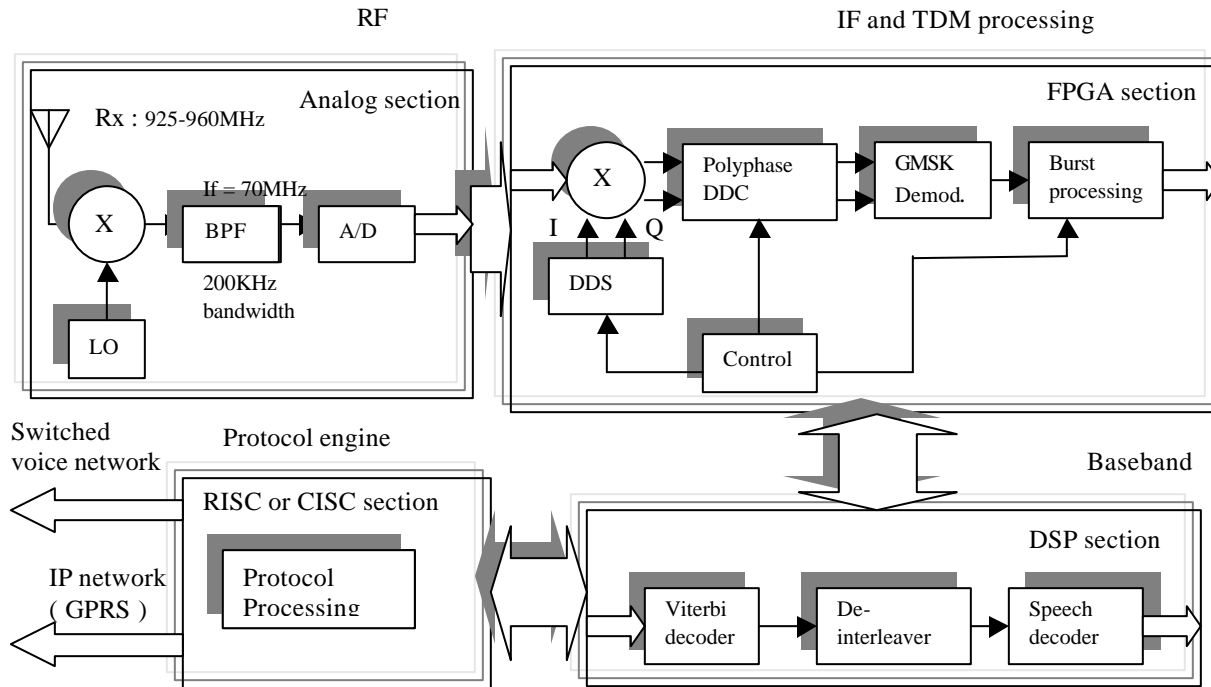 RF
IF and TDM processing
Analog section
FPGA section
Rx : 925-960MHz
If = 70MHz
X
BPF
A/D
200KHz
bandwidth
LO
X
I
Q
Polyphase
DDC
GMSK
Demod.
Burst
processing
DDS
Control
Switched
voice network
Protocol engine
Baseband
RISC or CISC section
DSP section
IP network
( GPRS )
Protocol
Processing
Viterbi
decoder
De-
interleaver
Speech
decoder